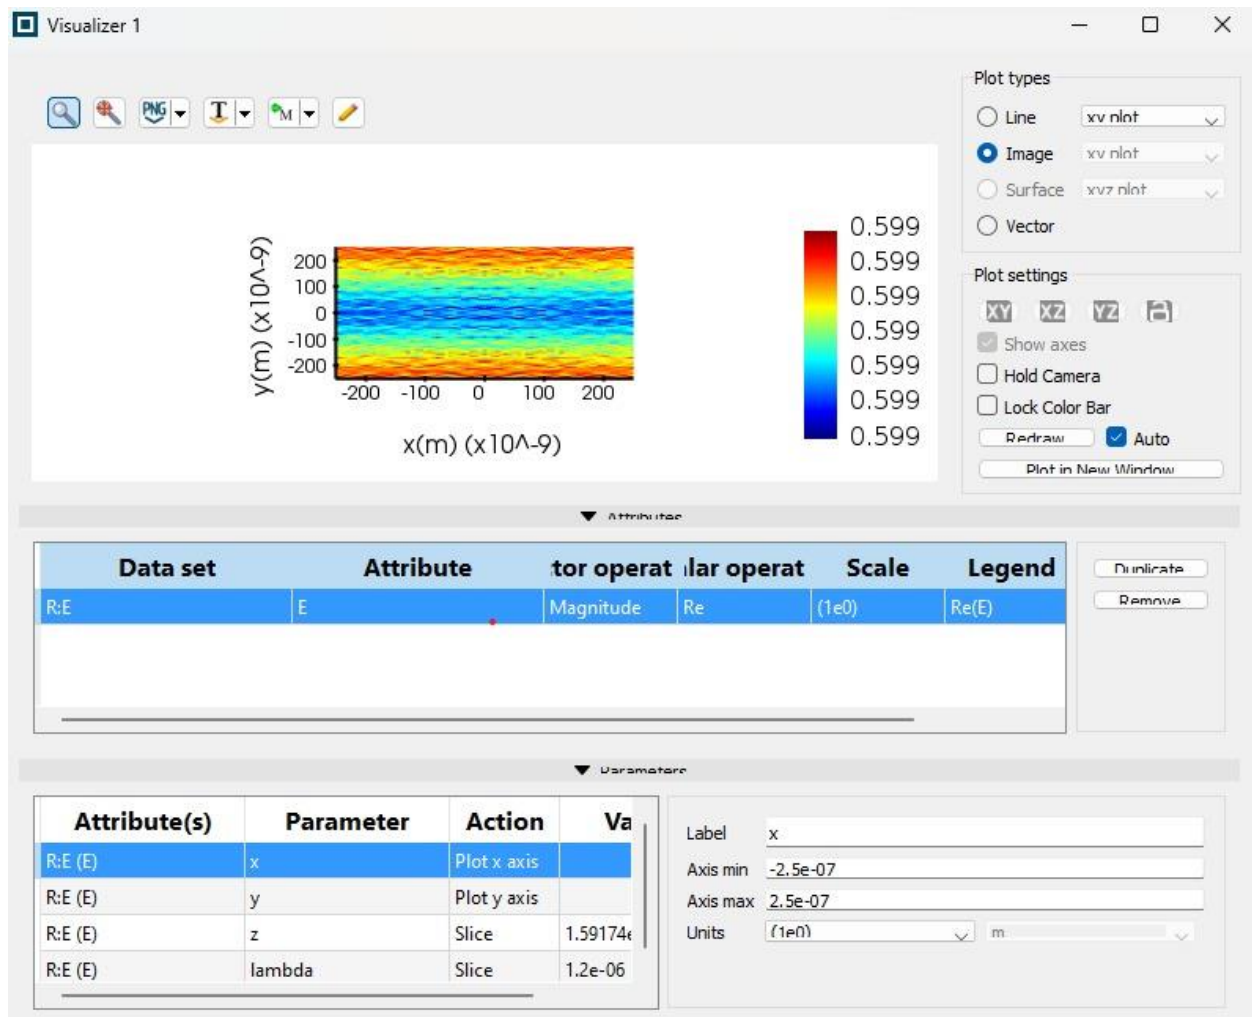 Visualizer 1
Plot types
PNG T M
Line xy plot
Image xy plot
Surface xyz plot
Vector
y(m) (x10^-9)
200
100
0
-100
-200
-200 -100 0 100 200
x(m) (x10^-9)
0.599
0.599
0.599
0.599
0.599
0.599
0.599
Plot settings
XY XZ YZ
Show axes
Hold Camera
Lock Color Bar
Redraw Auto
Plot in New Window
Attributes
Data set Attribute tor operat lar operat Scale Legend
R:E E Magnitude Re (1e0) Re(E)
Duplicate
Remove
Parameters
Attribute(s) Parameter Action Va
R:E (E) x Plot x axis
R:E (E) y Plot y axis
R:E (E) z Slice 1.59174e
R:E (E) lambda Slice 1.2e-06
Label x
Axis min -2.5e-07
Axis max 2.5e-07
Units (1e0) m